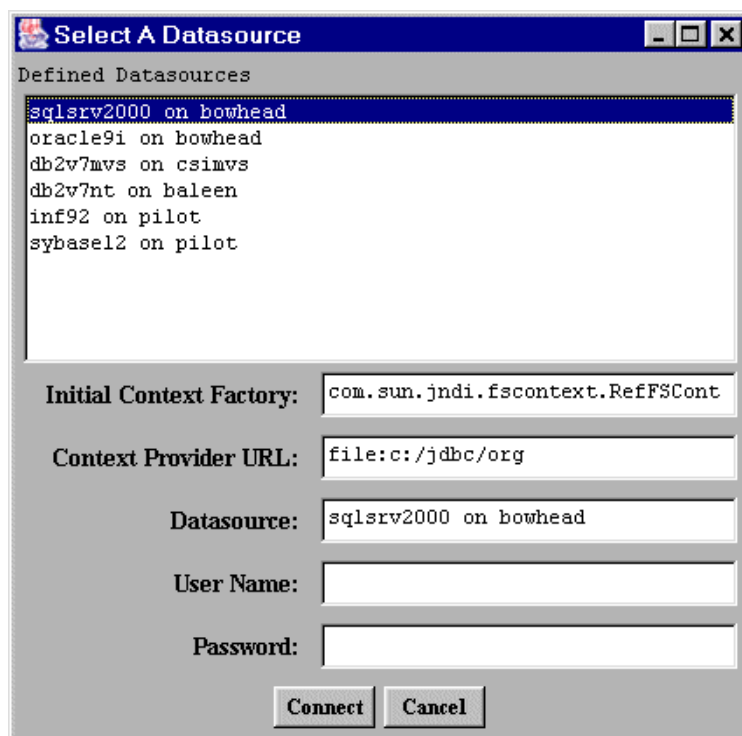 Select A Datasource
Defined Datasources
sqlsrv2000 on bowhead
oracle9i on bowhead
db2v7mvs on csimvs
db2v7nt on baleen
inf92 on pilot
sybase12 on pilot
Initial Context Factory: com.sun.jndi.fscontext.RefFSCont
Context Provider URL: file:c:/jdbc/org
Datasource: sqlsrv2000 on bowhead
User Name:
Password:
Connect Cancel